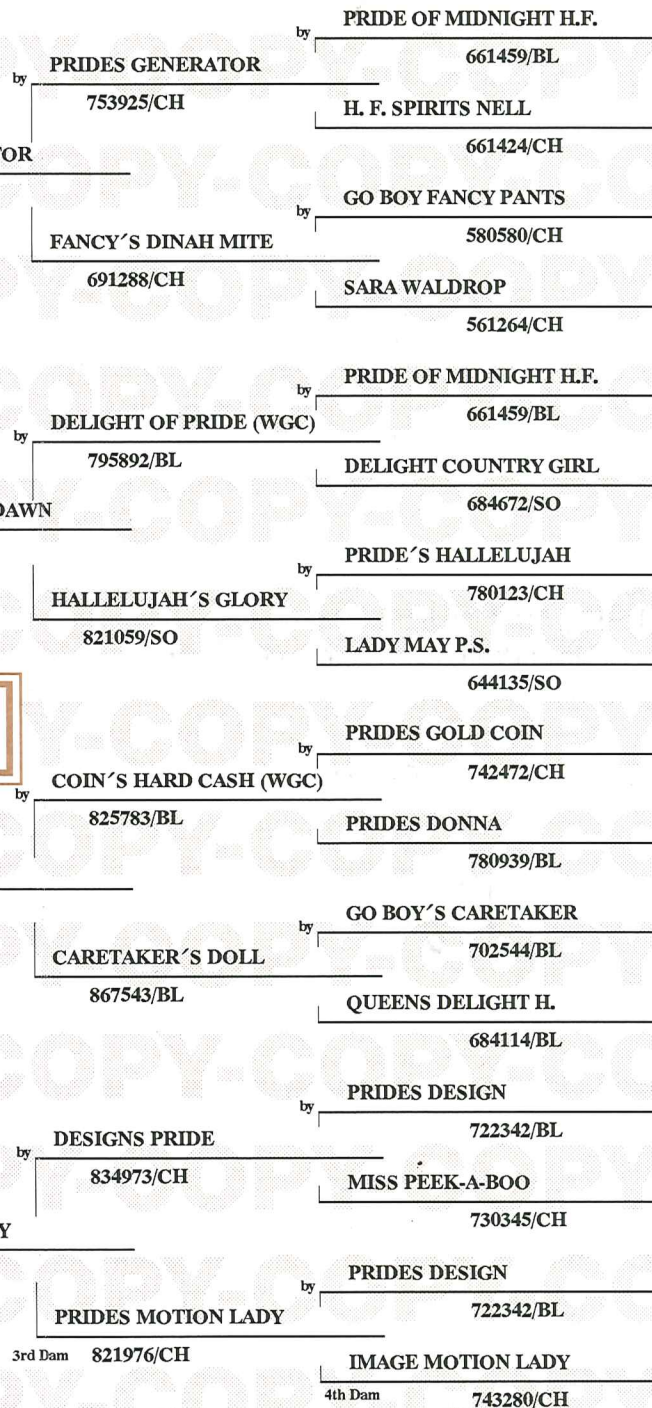 by
PRIDE OF MIDNIGHT H.F.
661459/BL
by
PRIDES GENERATOR
753925/CH
H. F. SPIRITS NELL
661424/CH
TOR
by
GO BOY FANCY PANTS
580580/CH
FANCY´S DINAH MITE
691288/CH
SARA WALDROP
561264/CH
by
PRIDE OF MIDNIGHT H.F.
661459/BL
by
DELIGHT OF PRIDE (WGC)
795892/BL
DELIGHT COUNTRY GIRL
684672/SO
DAWN
by
PRIDE´S HALLELUJAH
780123/CH
HALLELUJAH´S GLORY
821059/SO
LADY MAY P.S.
644135/SO
by
PRIDES GOLD COIN
742472/CH
by
COIN´S HARD CASH (WGC)
825783/BL
PRIDES DONNA
780939/BL
by
GO BOY´S CARETAKER
702544/BL
CARETAKER´S DOLL
867543/BL
QUEENS DELIGHT H.
684114/BL
by
PRIDES DESIGN
722342/BL
by
DESIGNS PRIDE
834973/CH
MISS PEEK-A-BOO
730345/CH
Y
by
PRIDES DESIGN
722342/BL
PRIDES MOTION LADY
3rd Dam 821976/CH
IMAGE MOTION LADY
4th Dam 743280/CH